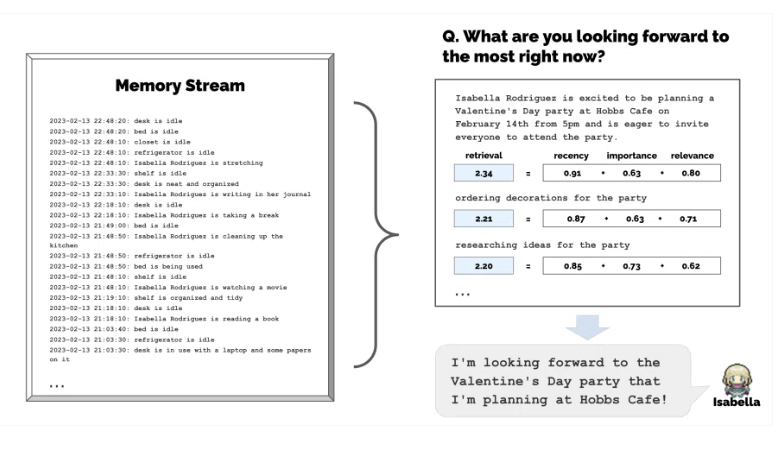 Memory Stream
2023-02-13 22:48:20: desk is idle
2023-02-13 22:48:20: bed is idle
2023-02-13 22:48:10: closet is idle
2023-02-13 22:48:10: refrigerator is idle
2023-02-13 22:48:10: Isabella Rodriguez is stretching
2023-02-13 22:33:30: shelf is idle
2023-02-13 22:33:30: desk is neat and organized
2023-02-13 22:33:10: Isabella Rodriguez is writing in her journal
2023-02-13 22:18:10: desk is idle
2023-02-13 22:18:10: Isabella Rodriguez is taking a break
2023-02-13 21:49:00: bed is idle
2023-02-13 21:48:50: Isabella Rodriguez is cleaning up the
kitchen
2023-02-13 21:48:50: refrigerator is idle
2023-02-13 21:48:50: bed is being used
2023-02-13 21:48:10: shelf is idle
2023-02-13 21:48:10: Isabella Rodriguez is watching a movie
2023-02-13 21:19:10: shelf is organized and tidy
2023-02-13 21:18:10: desk is idle
2023-02-13 21:18:10: Isabella Rodriguez is reading a book
2023-02-13 21:03:40: bed is idle
2023-02-13 21:03:30: refrigerator is idle
2023-02-13 21:03:30: desk is in use with a laptop and some papers
on it
...
Q. What are you looking forward to
the most right now?
Isabella Rodriguez is excited to be planning a
Valentine's Day party at Hobbs Cafe on
February 14th from 5pm and is eager to invite
everyone to attend the party.
retrieval recency importance relevance
2.34 = 0.91 + 0.63 + 0.80
ordering decorations for the party
2.21 = 0.87 + 0.63 + 0.71
researching ideas for the party
2.20 = 0.85 + 0.73 + 0.62
...
I'm looking forward to the
Valentine's Day party that
I'm planning at Hobbs Cafe!
Isabella